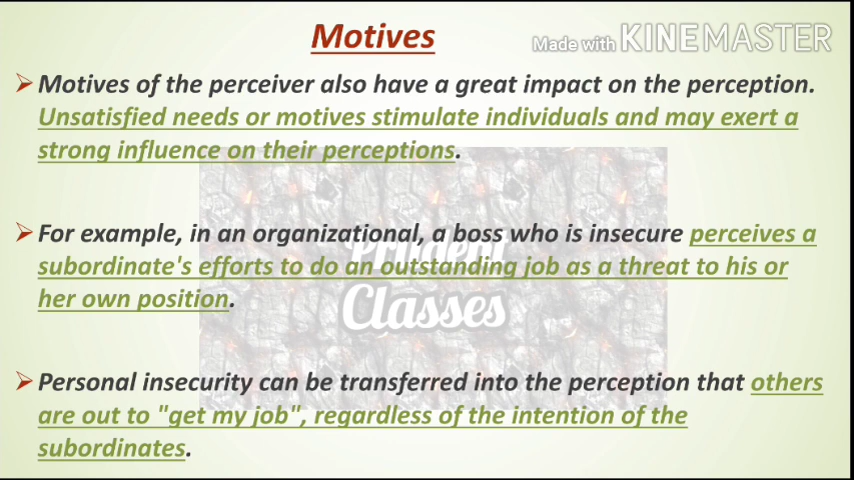 Motives
Made with KINEMASTER
Motives of the perceiver also have a great impact on the perception.
Unsatisfied needs or motives stimulate individuals and may exert a
strong influence on their perceptions.
For example, in an organizational, a boss who is insecure perceives a
subordinate's efforts to do an outstanding job as a threat to his or
her own position.
Prudent
Classes
Personal insecurity can be transferred into the perception that others
are out to "get my job", regardless of the intention of the
subordinates.